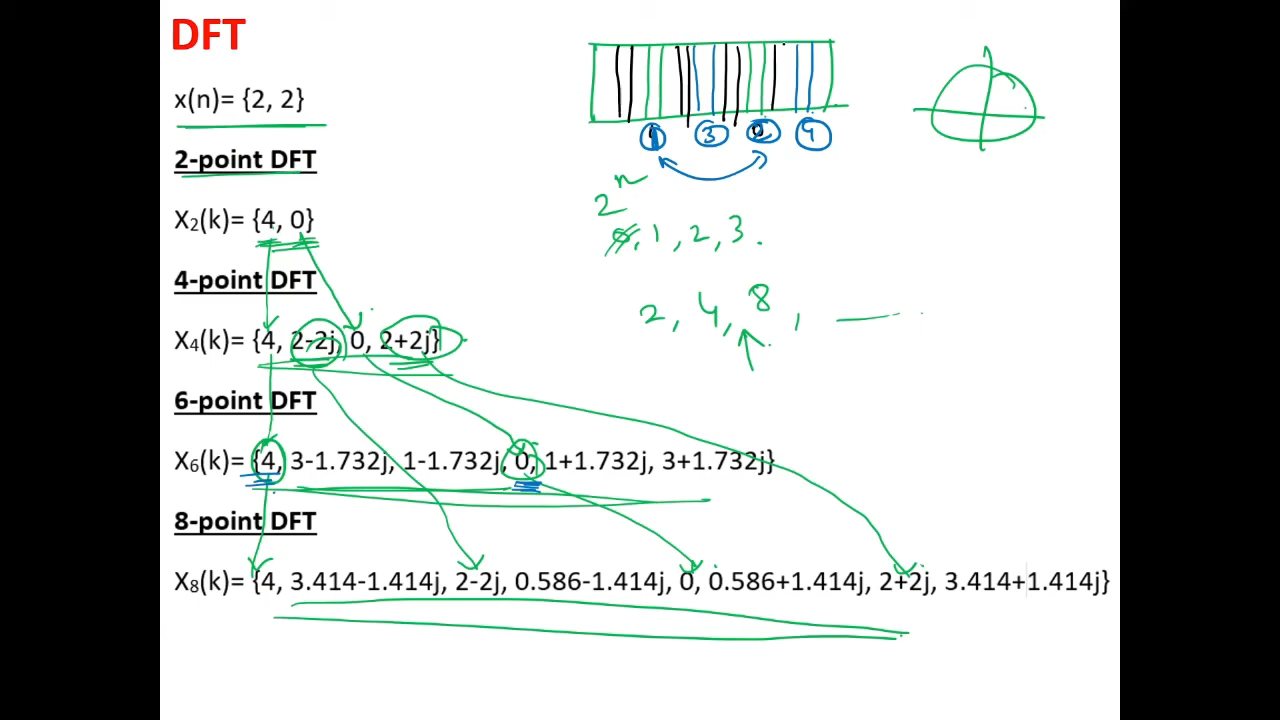 DFT
x(n)= {2, 2}
2-point DFT
X₂(k)= {4, 0}
4-point DFT
X₄(k)= {4, 2-2j, 0, 2+2j}
6-point DFT
X₆(k)= {4, 3-1.732j, 1-1.732j, 0, 1+1.732j, 3+1.732j}
8-point DFT
X₈(k)= {4, 3.414-1.414j, 2-2j, 0.586-1.414j, 0, 0.586+1.414j, 2+2j, 3.414+1.414j}
3 4
2ⁿ
0, 1, 2, 3.
2, 4, 8,